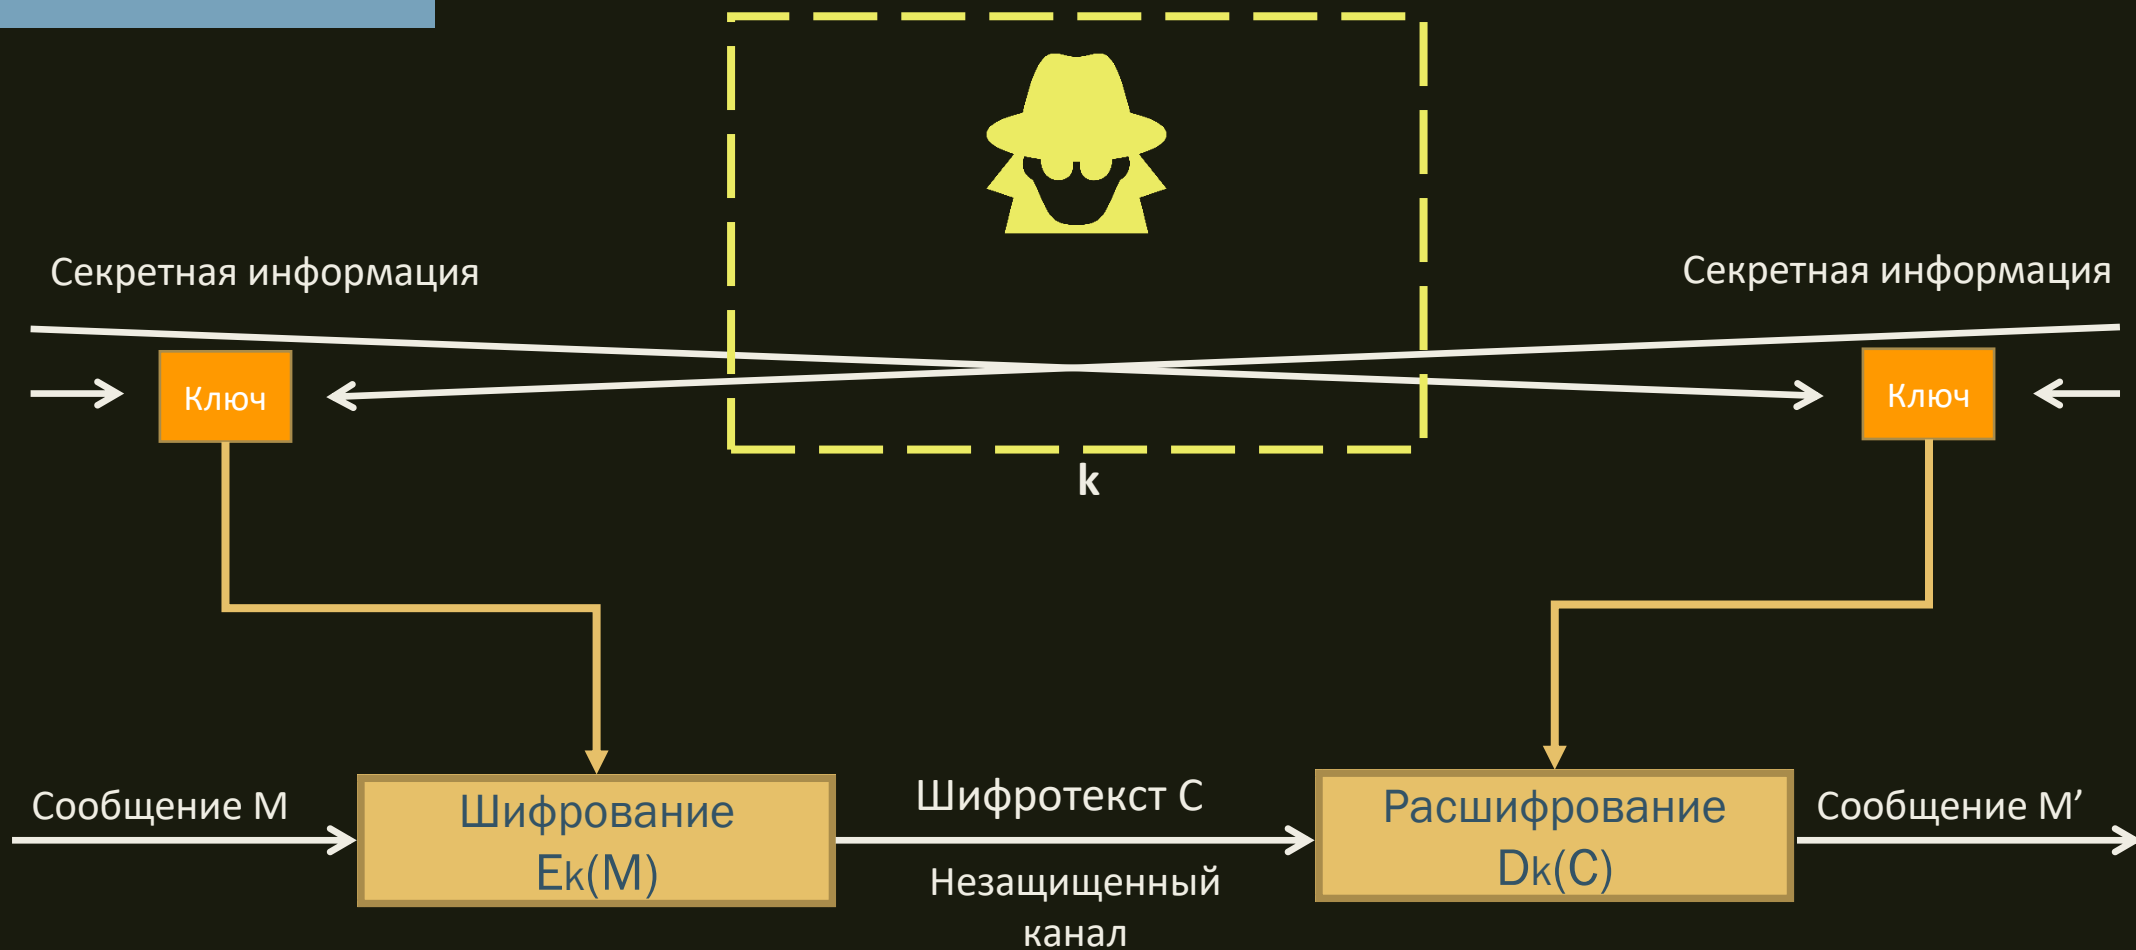 Секретная информация
Секретная информация
Ключ
Ключ
k
Сообщение М
Шифрование
Ek(M)
Шифротекст С
Незащищенный
канал
Расшифрование
Dk(C)
Сообщение М’